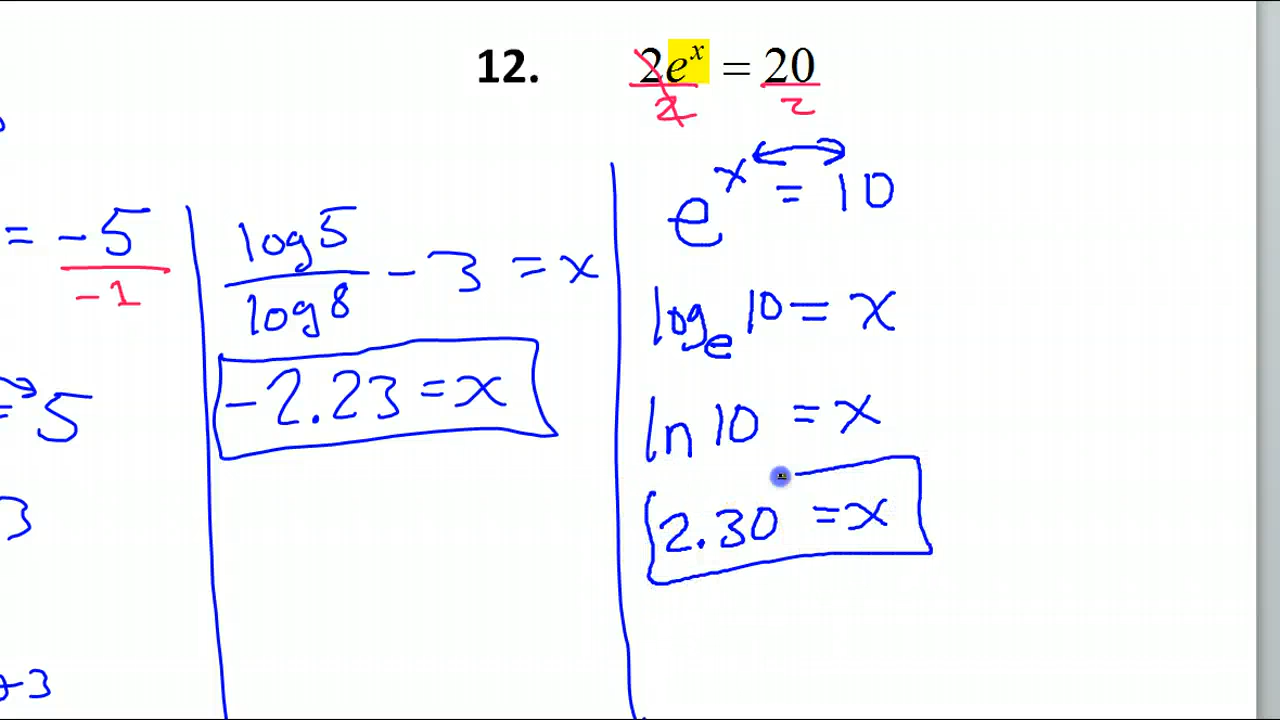 = -5
-1
= 5
3
+3
log5
log8
- 3 = x
-2.23 = x
12. 2e^x = 20
2 2
e^x = 10
log_e 10 = x
ln 10 = x
2.30 = x